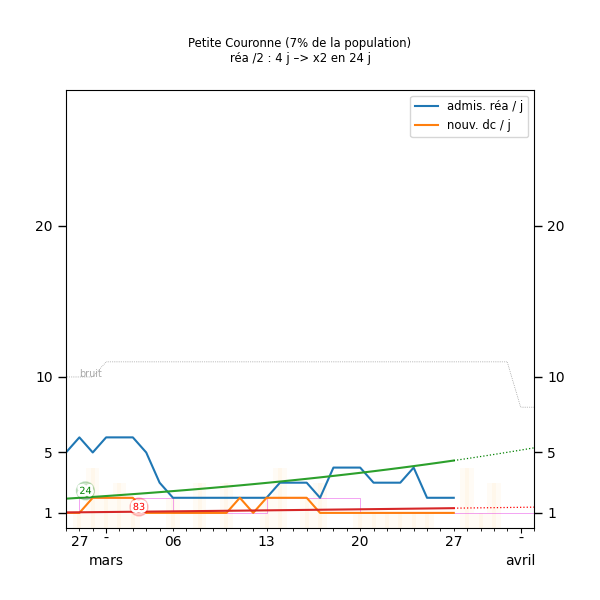 Petite Couronne (7% de la population)
réa /2 : 4 j –> x2 en 24 j
admis. réa / j
nouv. dc / j
20 20
10 10
bruit
5 5
24
83
1 1
27 - 06 13 20 27 -
mars avril